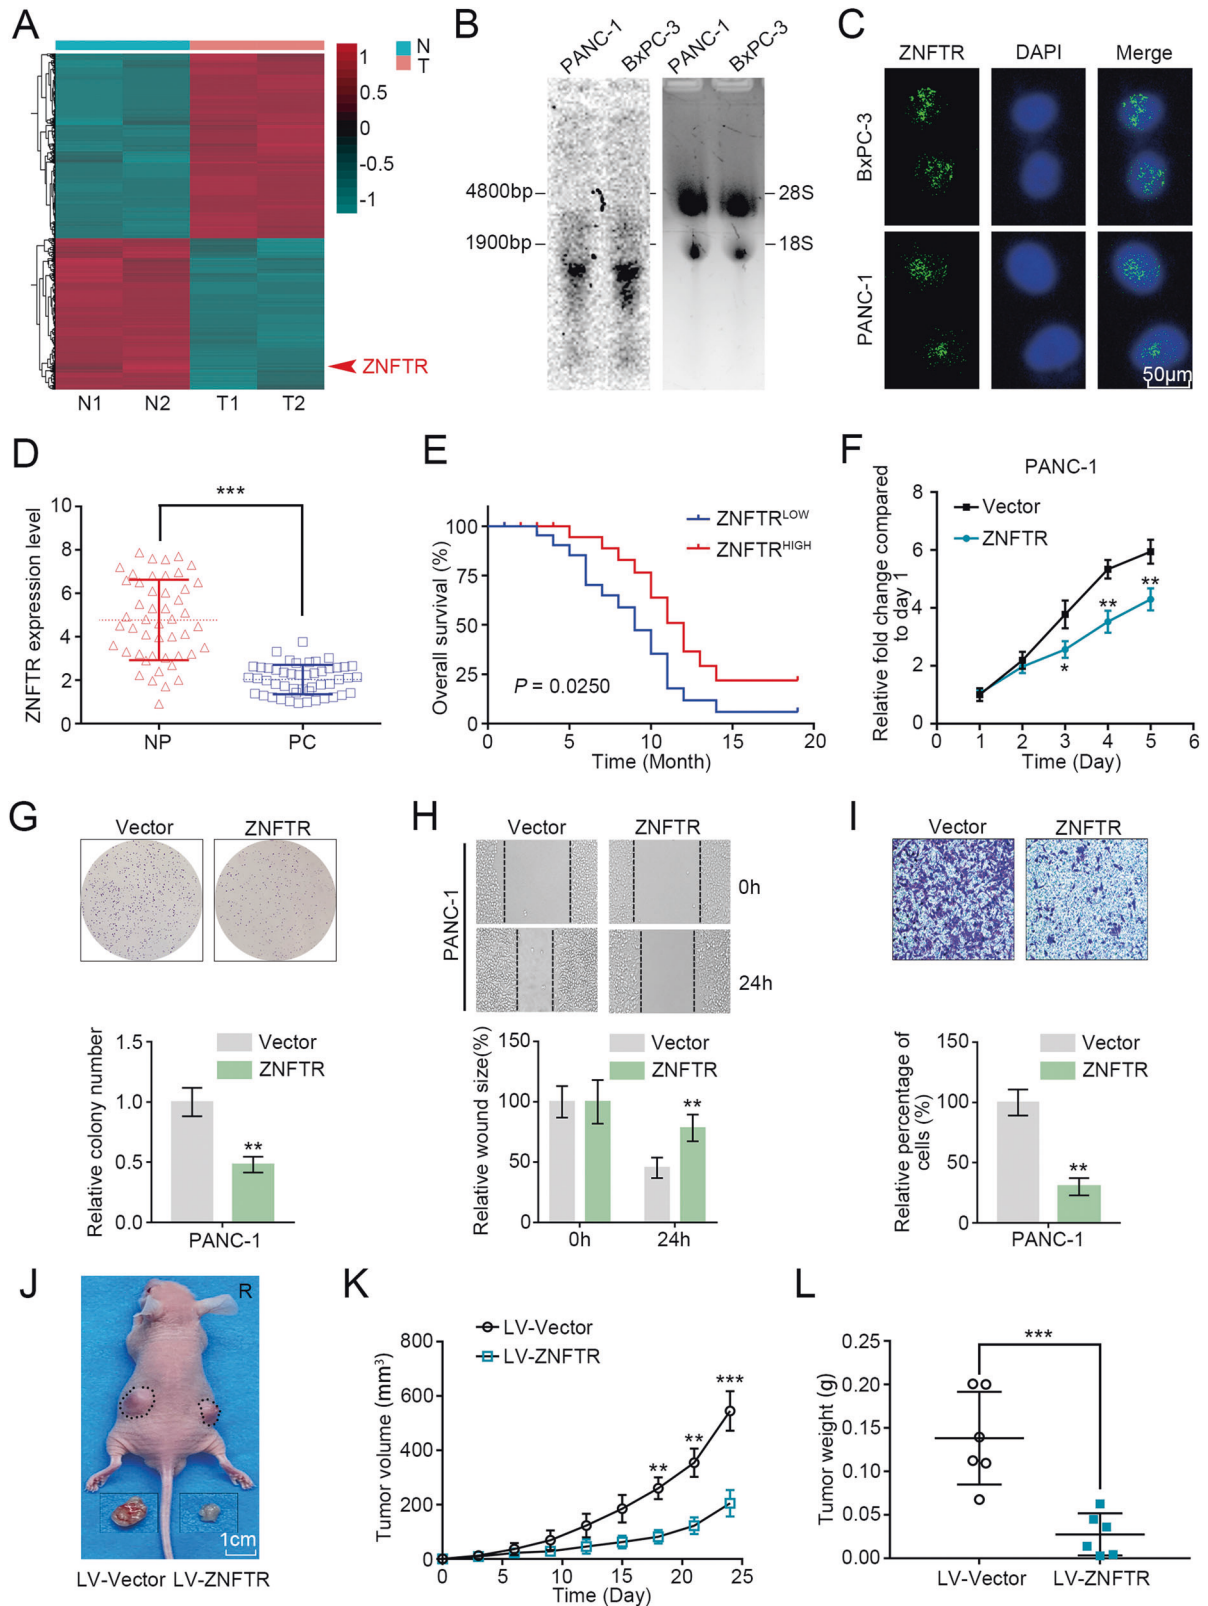 A
N
T
1
0.5
0
-0.5
-1
ZNFTR
N1 N2 T1 T2
B
PANC-1 BxPC-3 PANC-1 BxPC-3
4800bp
1900bp
28S
18S
C
ZNFTR DAPI Merge
BxPC-3
PANC-1
50μm
D
ZNFTR expression level
10
8
6
4
2
0
***
NP PC
E
Overall survival (%)
100
75
50
25
0
ZNFTRLOW
ZNFTRHIGH
P = 0.0250
0 5 10 15 20
Time (Month)
F
PANC-1
Relative fold change compared
to day 1
8
6
4
2
0
Vector
ZNFTR
*
**
**
0 1 2 3 4 5 6
Time (Day)
G
Vector ZNFTR
Relative colony number
1.5
1.0
0.5
0.0
Vector
ZNFTR
**
PANC-1
H
Vector ZNFTR
PANC-1
0h
24h
Relative wound size(%)
150
100
50
0
Vector
ZNFTR
**
0h 24h
I
Vector ZNFTR
Relative percentage of
cells (%)
150
100
50
0
Vector
ZNFTR
**
PANC-1
J
R
1cm
LV-Vector LV-ZNFTR
K
Tumor volume (mm³)
800
600
400
200
0
LV-Vector
LV-ZNFTR
**
**
***
0 5 10 15 20 25
Time (Day)
L
Tumor weight (g)
0.25
0.20
0.15
0.10
0.05
0.00
***
LV-Vector LV-ZNFTR